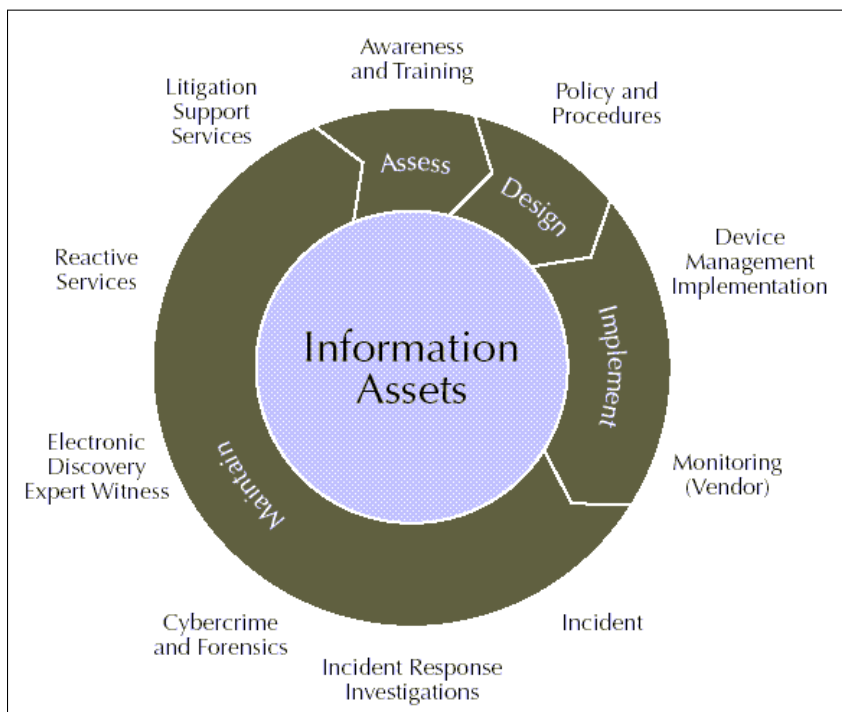 Awareness
and Training
Litigation
Support
Services
Policy and
Procedures
Assess
Design
Reactive
Services
Device
Management
Implementation
Information
Assets
Implement
Electronic
Discovery
Expert Witness
Maintain
Monitoring
(Vendor)
Cybercrime
and Forensics
Incident
Incident Response
Investigations